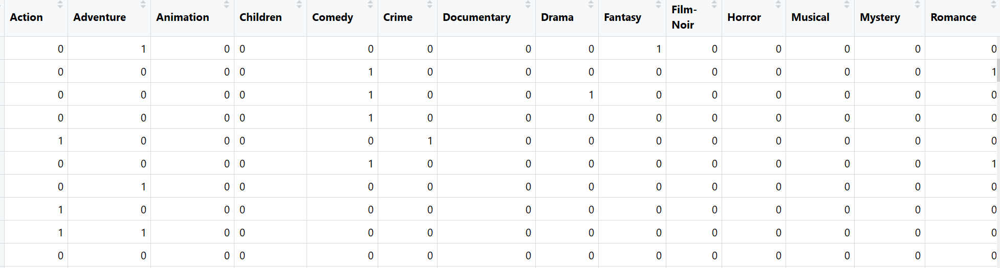 Action Adventure Animation Children Comedy Crime Documentary Drama Fantasy Film-Noir Horror Musical Mystery Romance
0 1 0 0 0 0 0 0 1 0 0 0 0 0
0 0 0 0 1 0 0 0 0 0 0 0 0 1
0 0 0 0 1 0 0 1 0 0 0 0 0 0
0 0 0 0 1 0 0 0 0 0 0 0 0 0
1 0 0 0 0 1 0 0 0 0 0 0 0 0
0 0 0 0 1 0 0 0 0 0 0 0 0 1
0 1 0 0 0 0 0 0 0 0 0 0 0 0
1 0 0 0 0 0 0 0 0 0 0 0 0 0
1 1 0 0 0 0 0 0 0 0 0 0 0 0
0 0 0 0 0 0 0 0 0 0 0 0 0 0